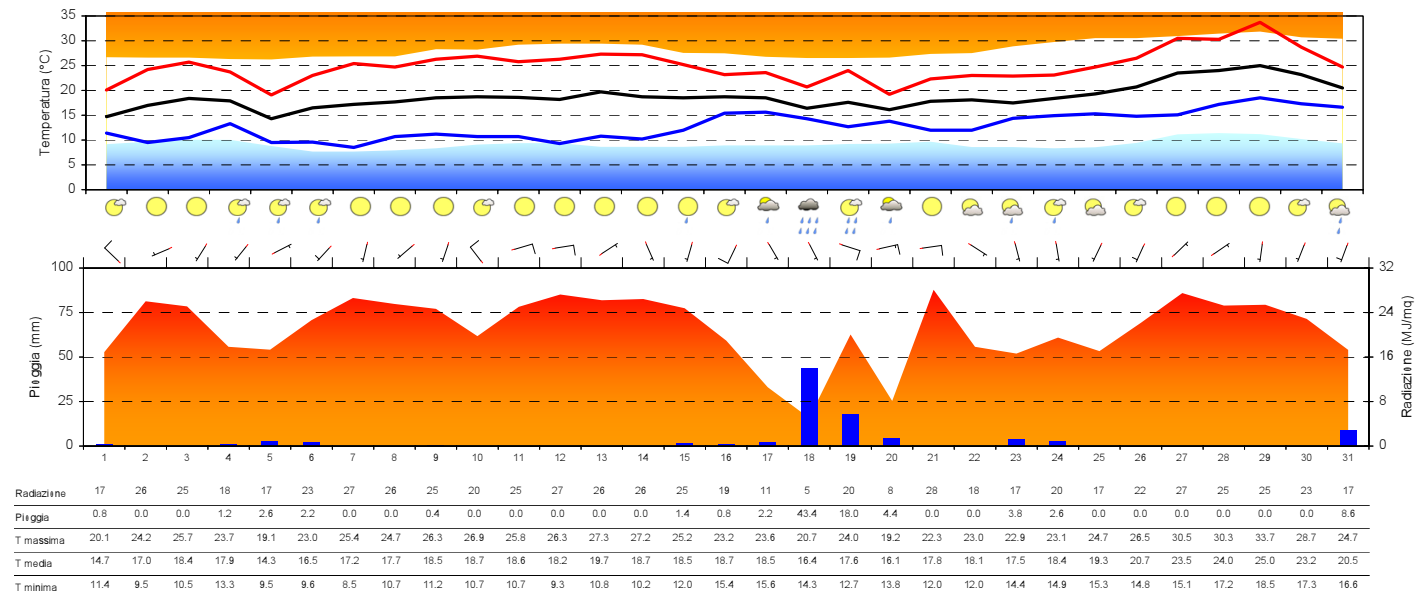 35
30
25
20
15
10
5
0
Temperatura (°C)
100
75
50
25
0
Pioggia (mm)
32
24
16
8
0
Radiazione (MJ/mq)
1 2 3 4 5 6 7 8 9 10 11 12 13 14 15 16 17 18 19 20 21 22 23 24 25 26 27 28 29 30 31
Radiazione 17 26 25 18 17 23 27 26 25 20 25 27 26 26 25 19 11 5 20 8 28 18 17 20 17 22 27 25 25 23 17
Pioggia 0.8 0.0 0.0 1.2 2.6 2.2 0.0 0.0 0.4 0.0 0.0 0.0 0.0 0.0 1.4 0.8 2.2 43.4 18.0 4.4 0.0 0.0 3.8 2.6 0.0 0.0 0.0 0.0 0.0 0.0 8.6
T massima 20.1 24.2 25.7 23.7 19.1 23.0 25.4 24.7 26.3 26.9 25.8 26.3 27.3 27.2 25.2 23.2 23.6 20.7 24.0 19.2 22.3 23.0 22.9 23.1 24.7 26.5 30.5 30.3 33.7 28.7 24.7
T media 14.7 17.0 18.4 17.9 14.3 16.5 17.2 17.7 18.5 18.7 18.6 18.2 19.7 18.7 18.5 18.7 18.5 16.4 17.6 16.1 17.8 18.1 17.5 18.4 19.3 20.7 23.5 24.0 25.0 23.2 20.5
T minima 11.4 9.5 10.5 13.3 9.5 9.6 8.5 10.7 11.2 10.7 10.7 9.3 10.8 10.2 12.0 15.4 15.6 14.3 12.7 13.8 12.0 12.0 14.4 14.9 15.3 14.8 15.1 17.2 18.5 17.3 16.6